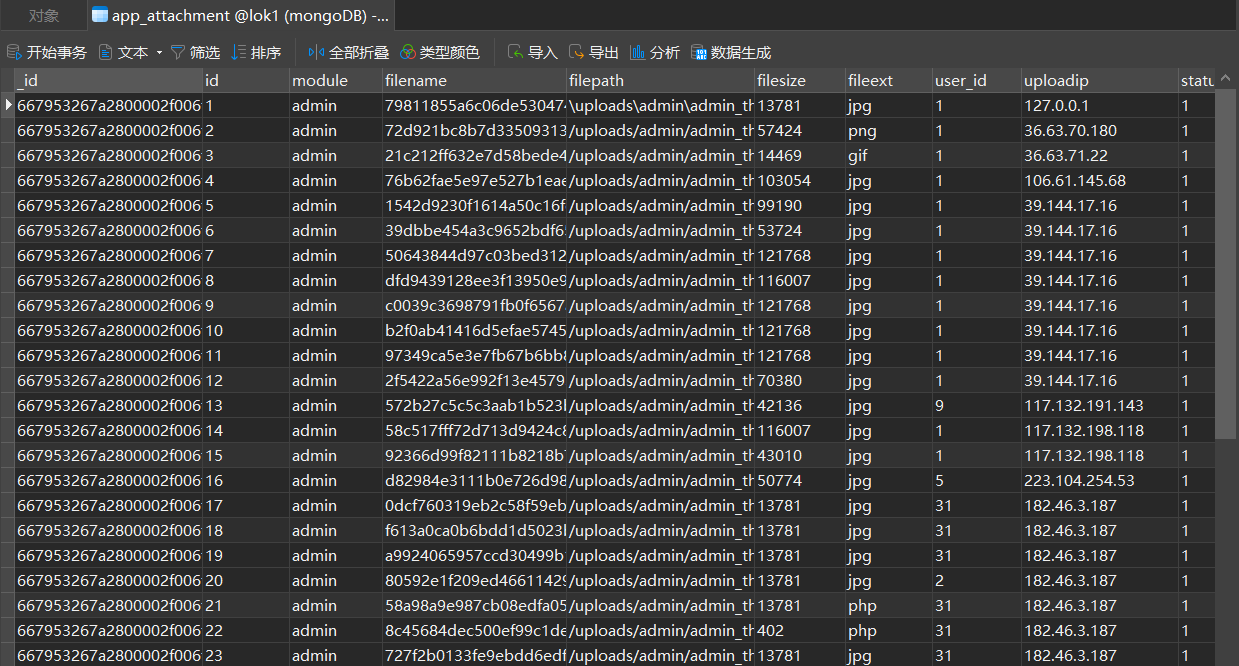 对象 app_attachment @lok1 (mongoDB) -...
开始事务 文本 筛选 排序 全部折叠 类型颜色 导入 导出 分析 数据生成
_id id module filename filepath filesize fileext user_id uploadip statu
667953267a2800002f006 1 admin 79811855a6c06de530474 \uploads\admin\admin_th 13781 jpg 1 127.0.0.1 1
667953267a2800002f006 2 admin 72d921bc8b7d33509313 /uploads/admin/admin_th 57424 png 1 36.63.70.180 1
667953267a2800002f006 3 admin 21c212ff632e7d58bede4 /uploads/admin/admin_th 14469 gif 1 36.63.71.22 1
667953267a2800002f006 4 admin 76b62fae5e97e527b1eae /uploads/admin/admin_th 103054 jpg 1 106.61.145.68 1
667953267a2800002f006 5 admin 1542d9230f1614a50c16f /uploads/admin/admin_th 99190 jpg 1 39.144.17.16 1
667953267a2800002f006 6 admin 39dbbe454a3c9652bdf6 /uploads/admin/admin_th 53724 jpg 1 39.144.17.16 1
667953267a2800002f006 7 admin 50643844d97c03bed312 /uploads/admin/admin_th 121768 jpg 1 39.144.17.16 1
667953267a2800002f006 8 admin dfd9439128ee3f13950e9 /uploads/admin/admin_th 116007 jpg 1 39.144.17.16 1
667953267a2800002f006 9 admin c0039c3698791fb0f6567 /uploads/admin/admin_th 121768 jpg 1 39.144.17.16 1
667953267a2800002f006 10 admin b2f0ab41416d5efae5745 /uploads/admin/admin_th 121768 jpg 1 39.144.17.16 1
667953267a2800002f006 11 admin 97349ca5e3e7fb67b6bb8 /uploads/admin/admin_th 121768 jpg 1 39.144.17.16 1
667953267a2800002f006 12 admin 2f5422a56e992f13e4579 /uploads/admin/admin_th 70380 jpg 1 39.144.17.16 1
667953267a2800002f006 13 admin 572b27c5c5c3aab1b523 /uploads/admin/admin_th 42136 jpg 9 117.132.191.143 1
667953267a2800002f006 14 admin 58c517fff72d713d9424c8 /uploads/admin/admin_th 116007 jpg 1 117.132.198.118 1
667953267a2800002f006 15 admin 92366d99f82111b8218b /uploads/admin/admin_th 43010 jpg 1 117.132.198.118 1
667953267a2800002f006 16 admin d82984e3111b0e726d98 /uploads/admin/admin_th 50774 jpg 5 223.104.254.53 1
667953267a2800002f006 17 admin 0dcf760319eb2c58f59eb /uploads/admin/admin_th 13781 jpg 31 182.46.3.187 1
667953267a2800002f006 18 admin f613a0ca0b6bdd1d5023 /uploads/admin/admin_th 13781 jpg 31 182.46.3.187 1
667953267a2800002f006 19 admin a9924065957ccd30499b /uploads/admin/admin_th 13781 jpg 31 182.46.3.187 1
667953267a2800002f006 20 admin 80592e1f209ed46611429 /uploads/admin/admin_th 13781 jpg 2 182.46.3.187 1
667953267a2800002f006 21 admin 58a98a9e987cb08edfa05 /uploads/admin/admin_th 13781 php 31 182.46.3.187 1
667953267a2800002f006 22 admin 8c45684dec500ef99c1de /uploads/admin/admin_th 402 php 31 182.46.3.187 1
667953267a2800002f006 23 admin 727f2b0133fe9ebdd6edf /uploads/admin/admin_th 13781 jpg 31 182.46.3.187 1